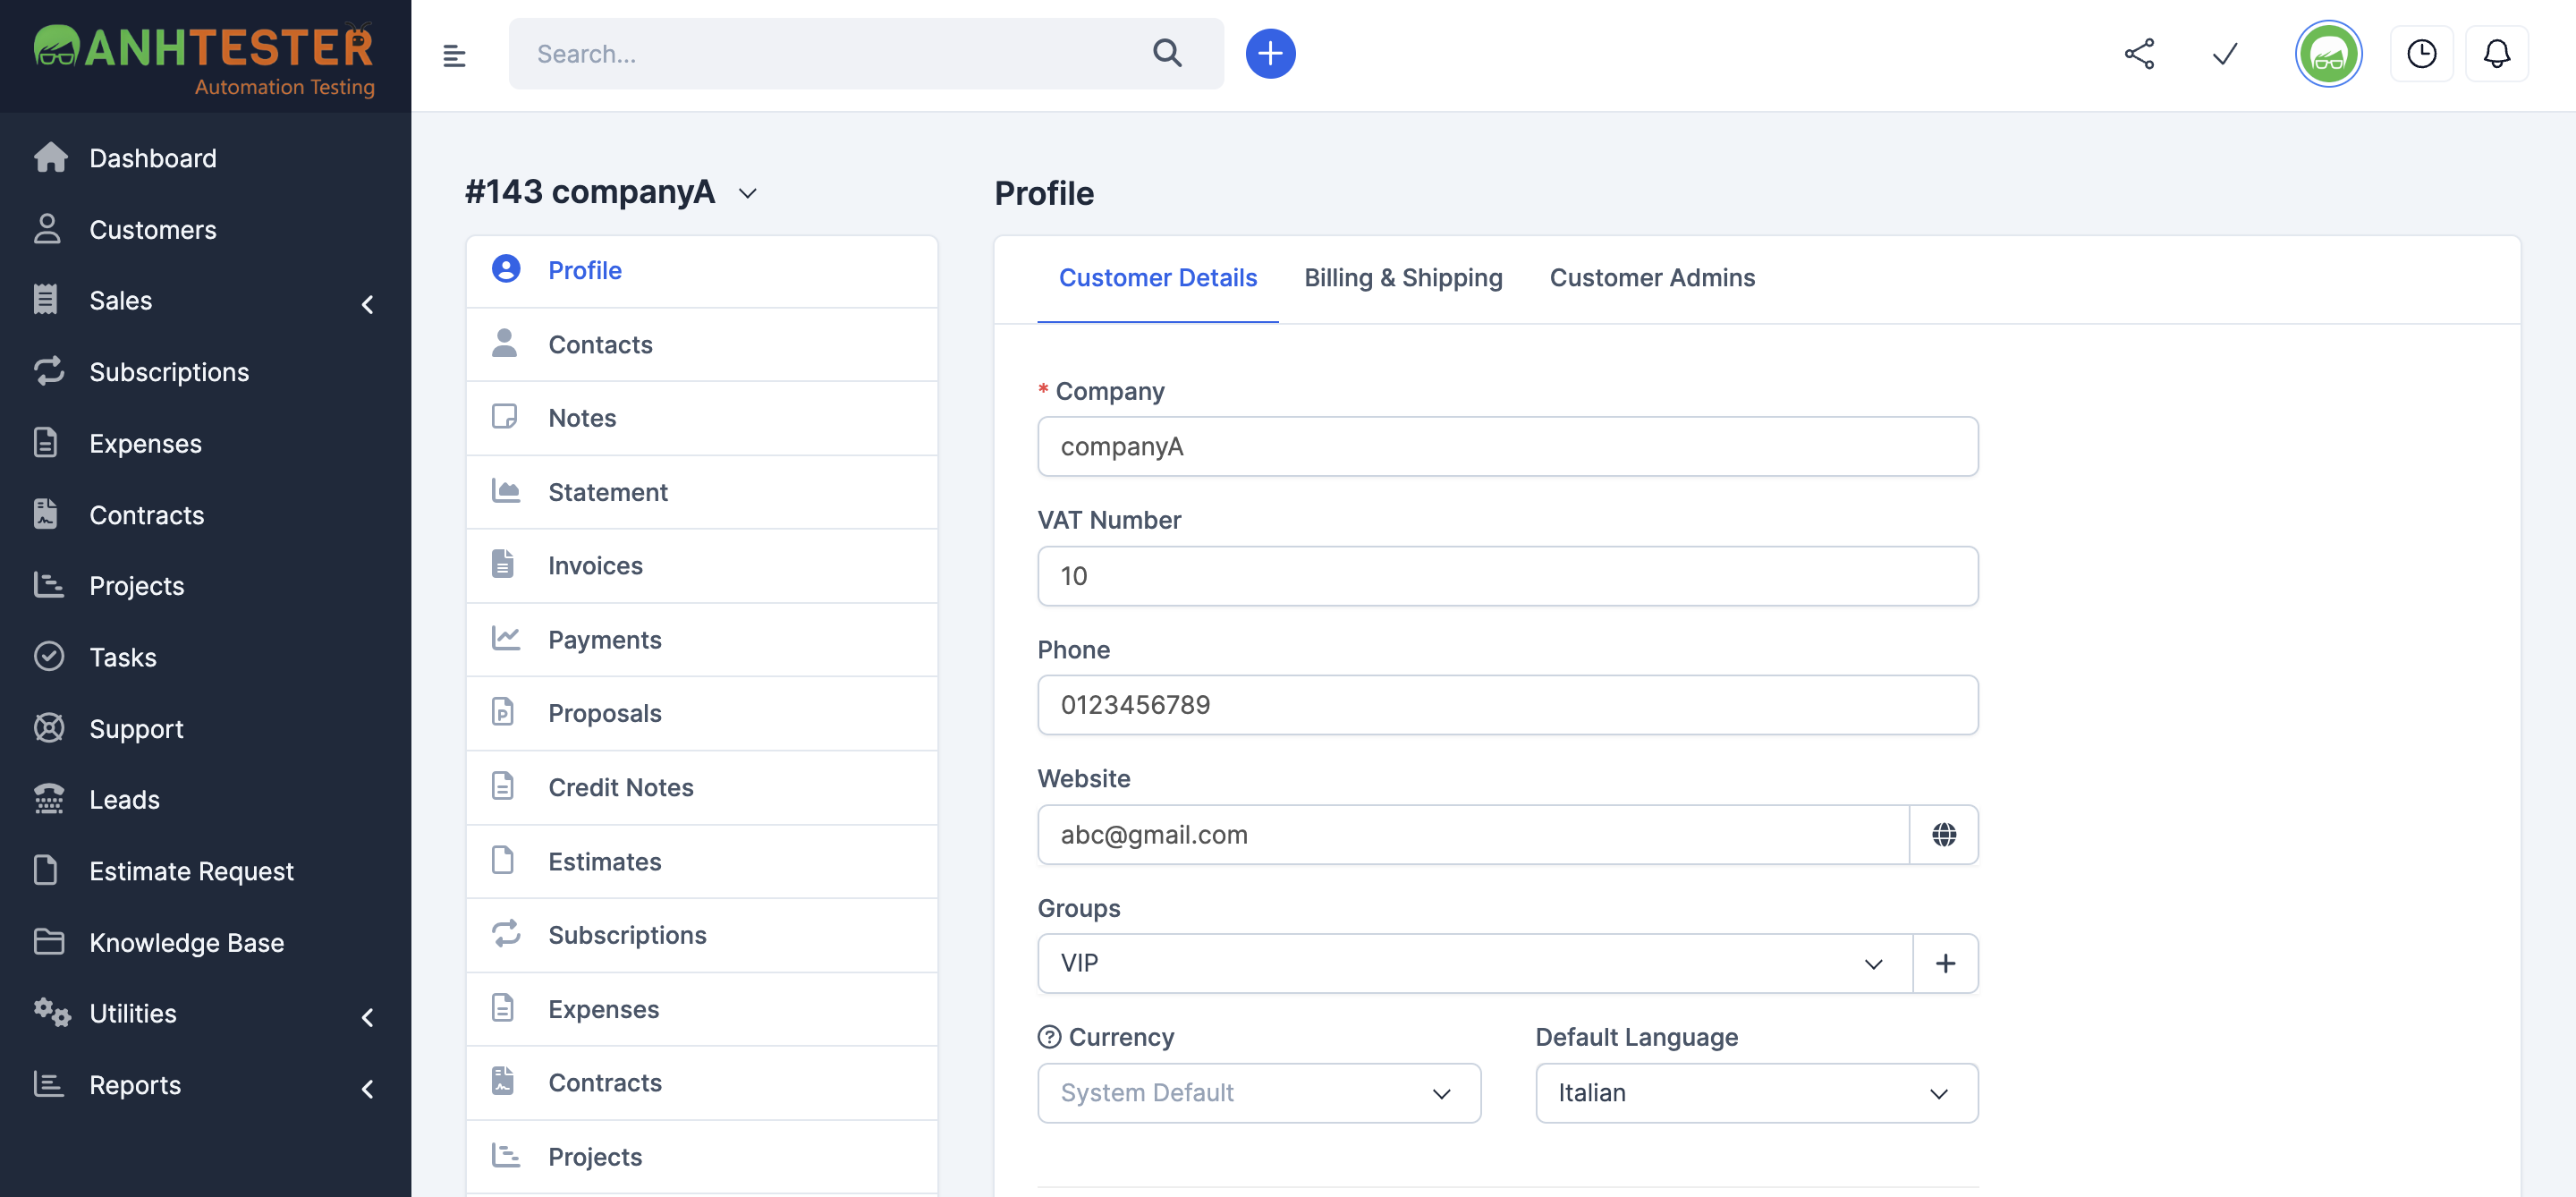 ANHTESTER
Automation Testing
Search...
Dashboard
Customers
Sales
Subscriptions
Expenses
Contracts
Projects
Tasks
Support
Leads
Estimate Request
Knowledge Base
Utilities
Reports
#143 companyA
Profile
Contacts
Notes
Statement
Invoices
Payments
Proposals
Credit Notes
Estimates
Subscriptions
Expenses
Contracts
Projects
Profile
Customer Details Billing & Shipping Customer Admins
* Company
companyA
VAT Number
10
Phone
0123456789
Website
abc@gmail.com
Groups
VIP
Currency Default Language
System Default Italian